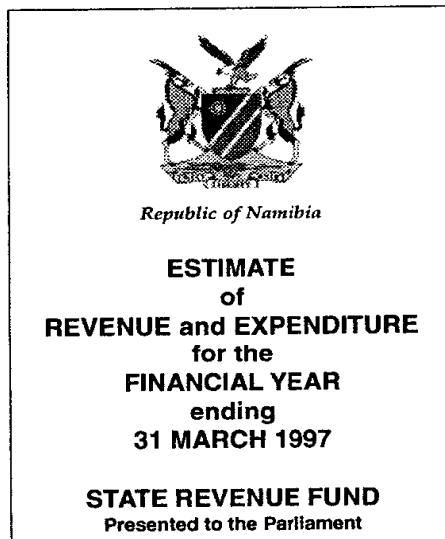 Republic of Namibia
ESTIMATE
of
REVENUE and EXPENDITURE
for the
FINANCIAL YEAR
ending
31 MARCH 1997
STATE REVENUE FUND
Presented to the Parliament